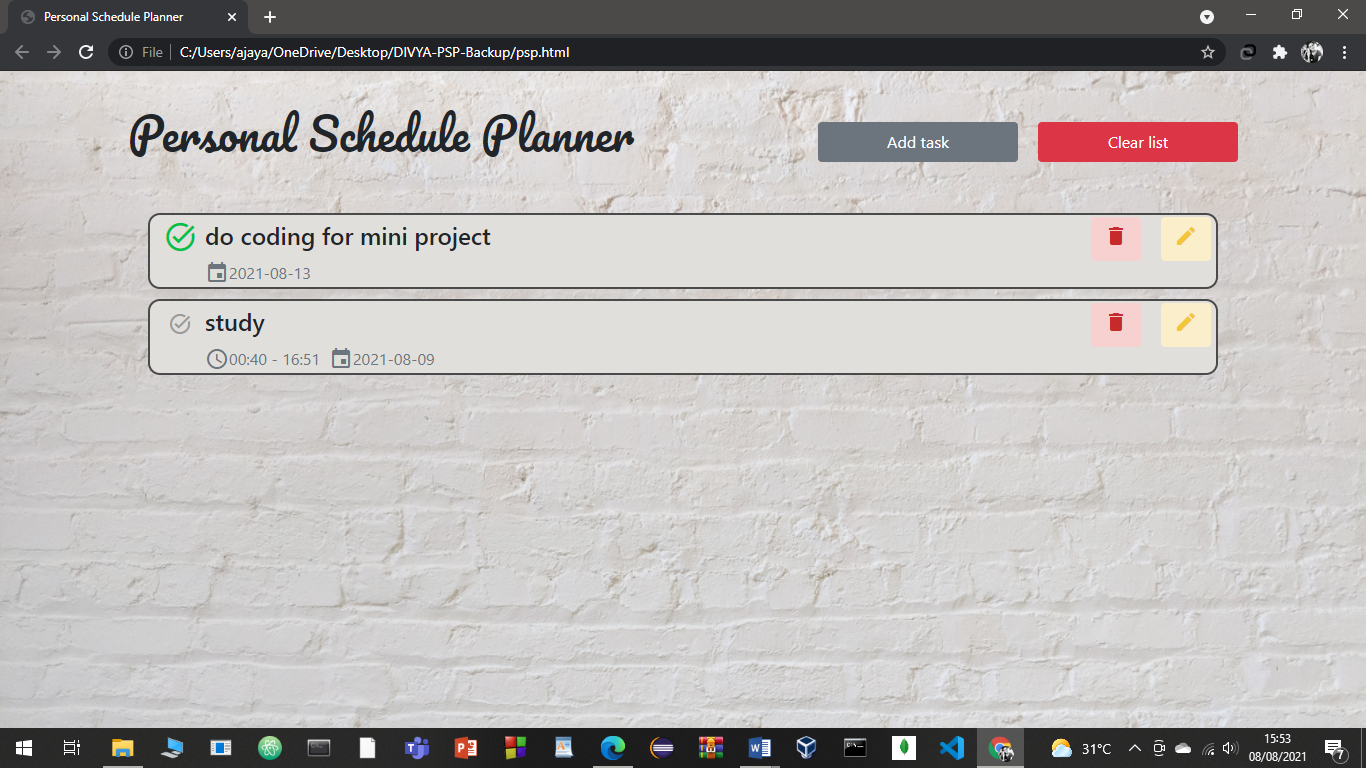 Personal Schedule Planner
File
C:/Users/ajaya/OneDrive/Desktop/DIVYA-PSP-Backup/psp.html
Personal Schedule Planner
Add task
Clear list
do coding for mini project
2021-08-13
study
00:40 - 16:51 2021-08-09
31°C
15:53
08/08/2021
7